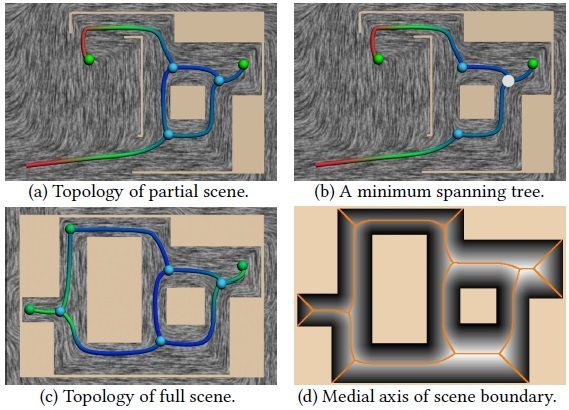 (a) Topology of partial scene.
(b) A minimum spanning tree.
(c) Topology of full scene.
(d) Medial axis of scene boundary.